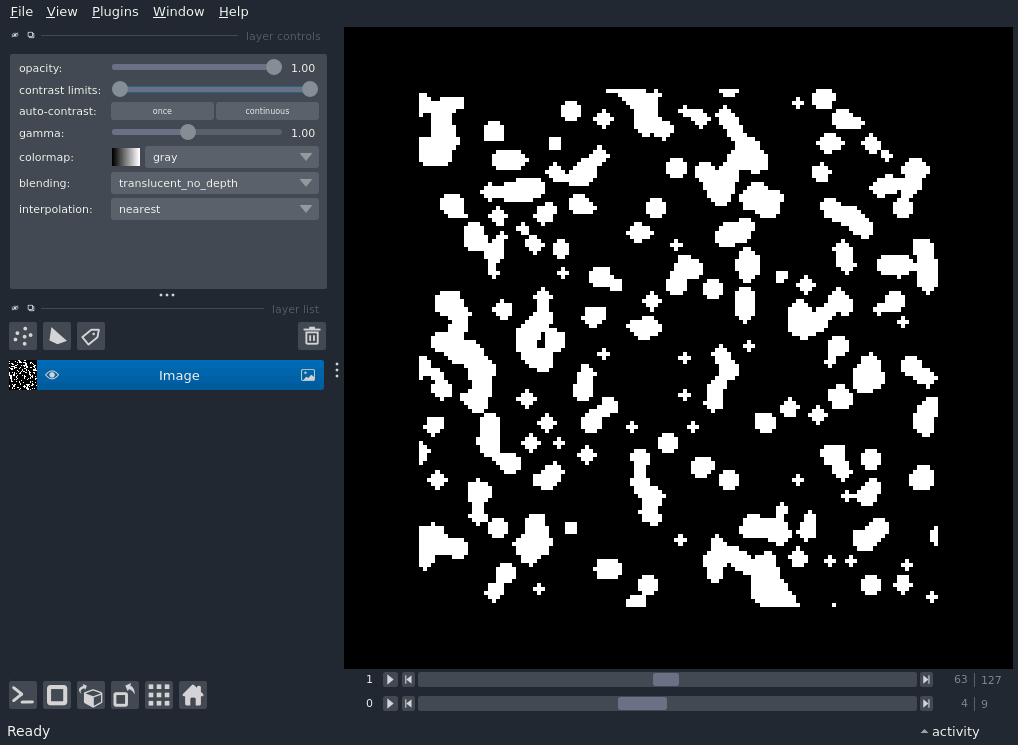 File View Plugins Window Help
layer controls
opacity: 1.00
contrast limits:
auto-contrast: once continuous
gamma: 1.00
colormap: gray
blending: translucent_no_depth
interpolation: nearest
layer list
Image
1 63 127
0 4 9
Ready activity